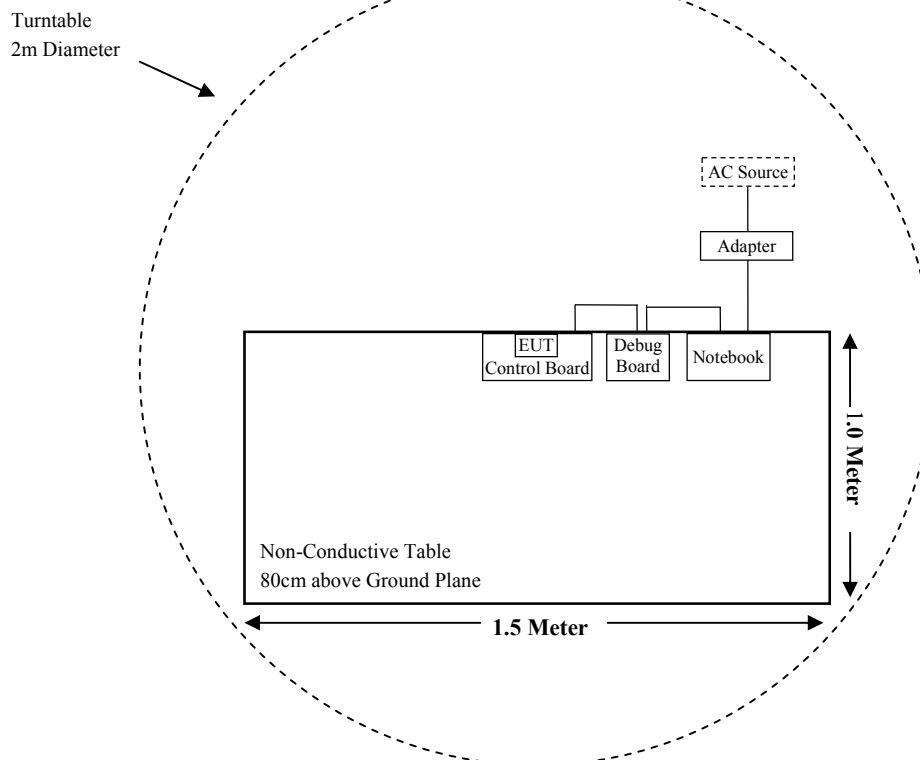 Turntable
2m Diameter
AC Source
Adapter
EUT
Control Board
Debug
Board
Notebook
1.0 Meter
Non-Conductive Table
80cm above Ground Plane
1.5 Meter